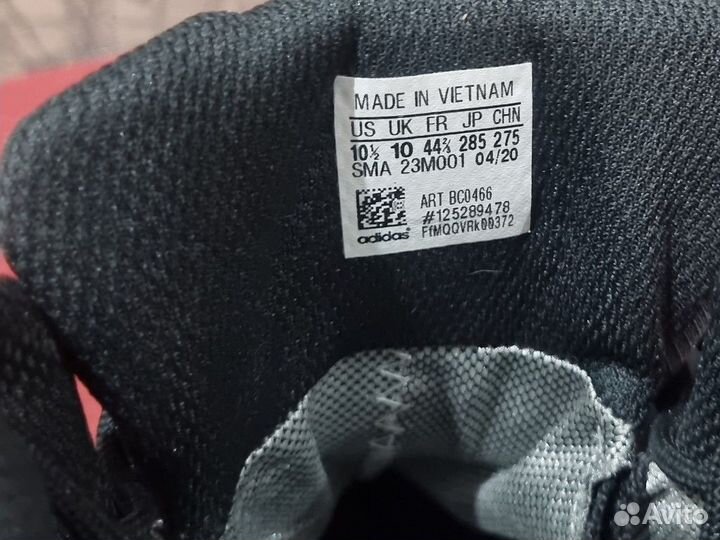 MADE IN VIETNAM
US UK FR JP CHN
10½ 10 44⅔ 285 275
SMA 23M001 04/20
ART BC0466
#125289478
FfMQQVRk00372
adidas
Avito